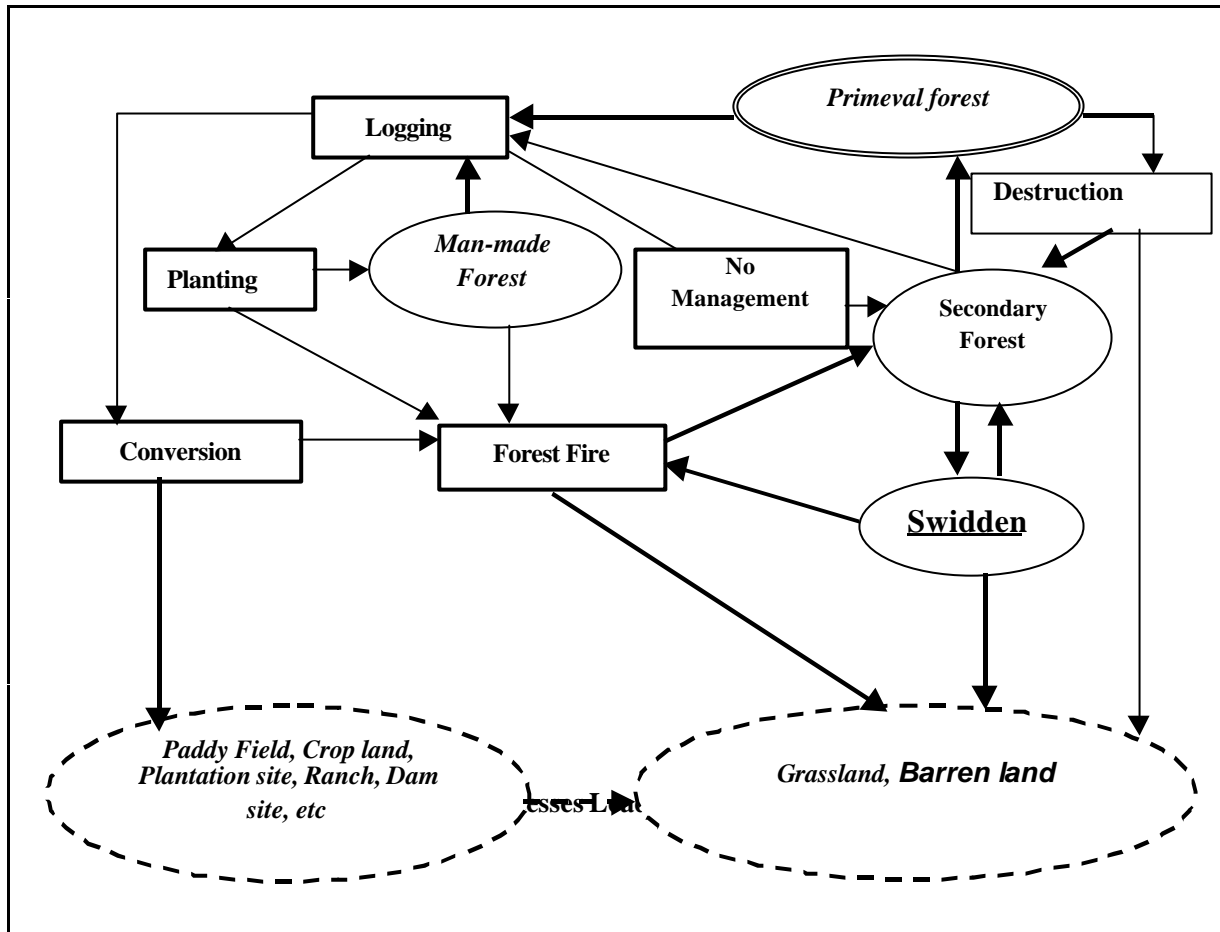 Primeval forest
Logging
Destruction
Man-made
Forest
No
Management
Planting
Secondary
Forest
Conversion
Forest Fire
Swidden
Paddy Field, Crop land,
Plantation site, Ranch, Dam
site, etc
Grassland, Barren land
esses